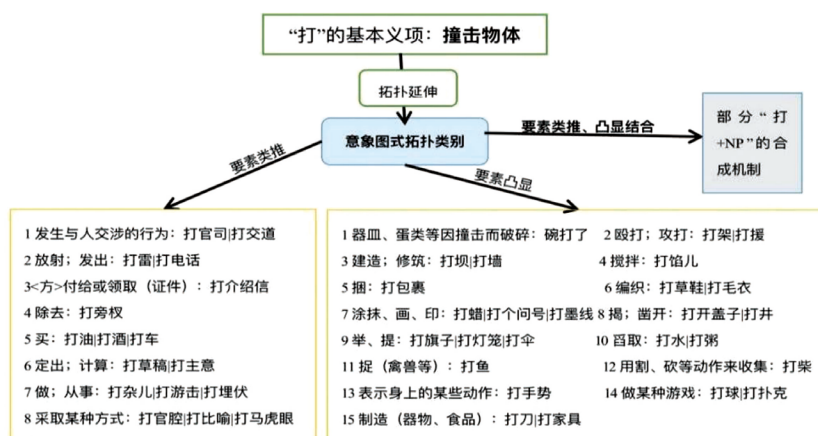 “打”的基本义项：撞击物体
拓扑延伸
意象图式拓扑类别
要素类推、凸显结合
部分“打
+NP”的合
成机制
要素类推
要素凸显
1 发生与人交涉的行为：打官司|打交道
2 放射；发出：打雷|打电话
3<方>付给或领取（证件）：打介绍信
4 除去：打旁杈
5 买：打油|打酒|打车
6 定出；计算：打草稿|打主意
7 做；从事：打杂儿|打游击|打埋伏
8 采取某种方式：打官腔|打比喻|打马虎眼
1 器皿、蛋类等因撞击而破碎：碗打了 2 殴打；攻打：打架|打援
3 建造；修筑：打坝|打墙 4 搅拌：打馅儿
5 捆：打包裹 6 编织：打草鞋|打毛衣
7 涂抹、画、印：打蜡|打个问号|打墨线 8 揭；凿开：打开盖子|打井
9 举、提：打旗子|打灯笼|打伞 10 舀取：打水|打粥
11 捉（禽兽等）：打鱼 12 用割、砍等动作来收集：打柴
13 表示身上的某些动作：打手势 14 做某种游戏：打球|打扑克
15 制造（器物、食品）：打刀|打家具